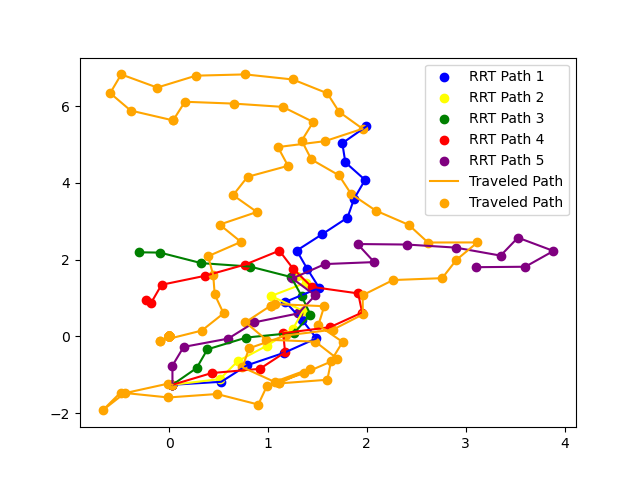 RRT Path 1
RRT Path 2
RRT Path 3
RRT Path 4
RRT Path 5
Traveled Path
Traveled Path
6
4
2
0
−2
0 1 2 3 4